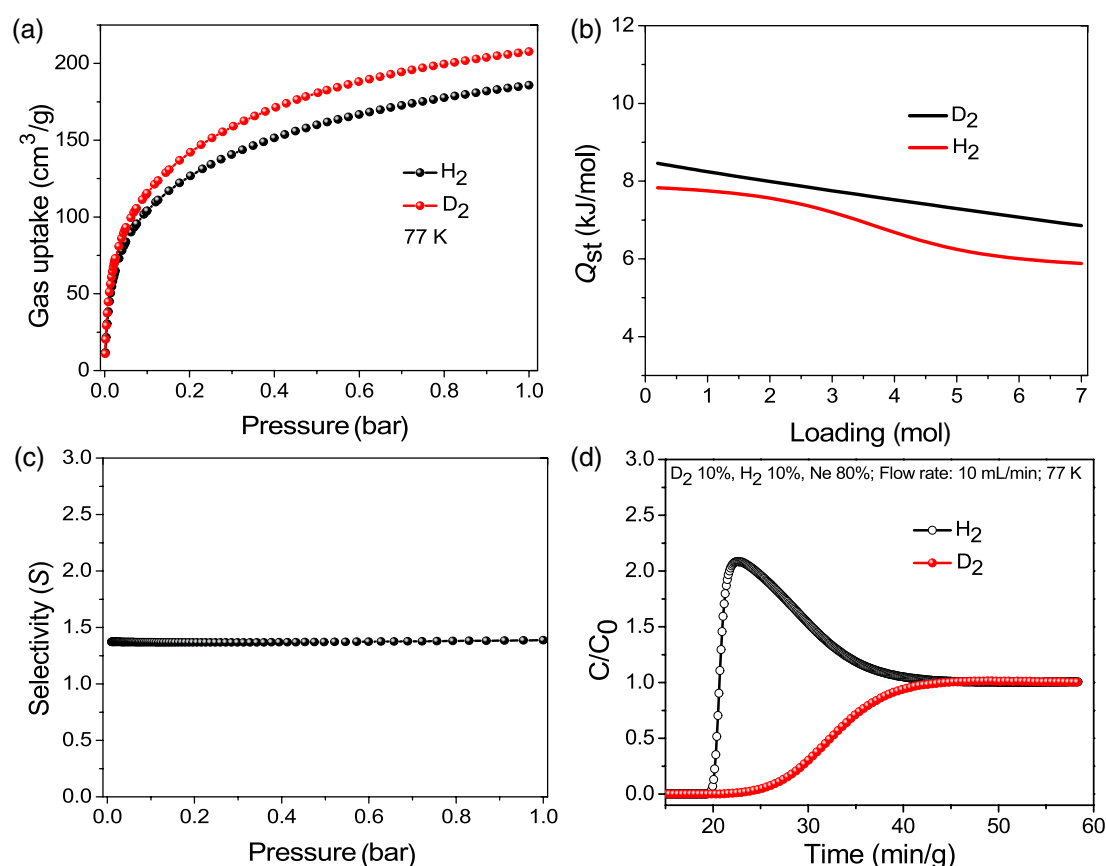 (a)
Gas uptake (cm³/g)
200
150
100
50
0
H₂
D₂
77 K
0.0 0.2 0.4 0.6 0.8 1.0
Pressure (bar)
(b)
Qst (kJ/mol)
12
10
8
6
4
D₂
H₂
0 1 2 3 4 5 6 7
Loading (mol)
(c)
Selectivity (S)
3.0
2.5
2.0
1.5
1.0
0.5
0.0
0.0 0.2 0.4 0.6 0.8 1.0
Pressure (bar)
(d)
C/C₀
3.0
2.5
2.0
1.5
1.0
0.5
0.0
D₂ 10%, H₂ 10%, Ne 80%; Flow rate: 10 mL/min; 77 K
H₂
D₂
20 30 40 50 60
Time (min/g)